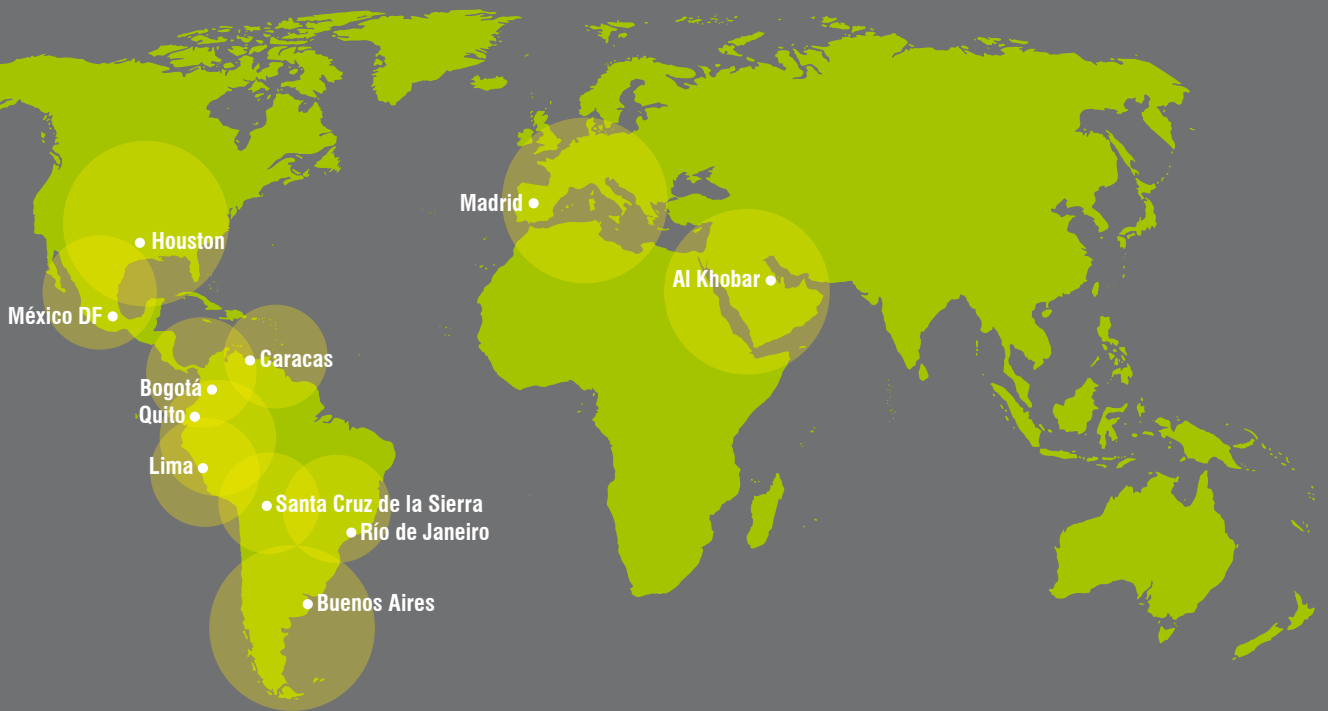 Madrid
Houston
Al Khobar
México DF
Caracas
Bogotá
Quito
Lima
Santa Cruz de la Sierra
Río de Janeiro
Buenos Aires